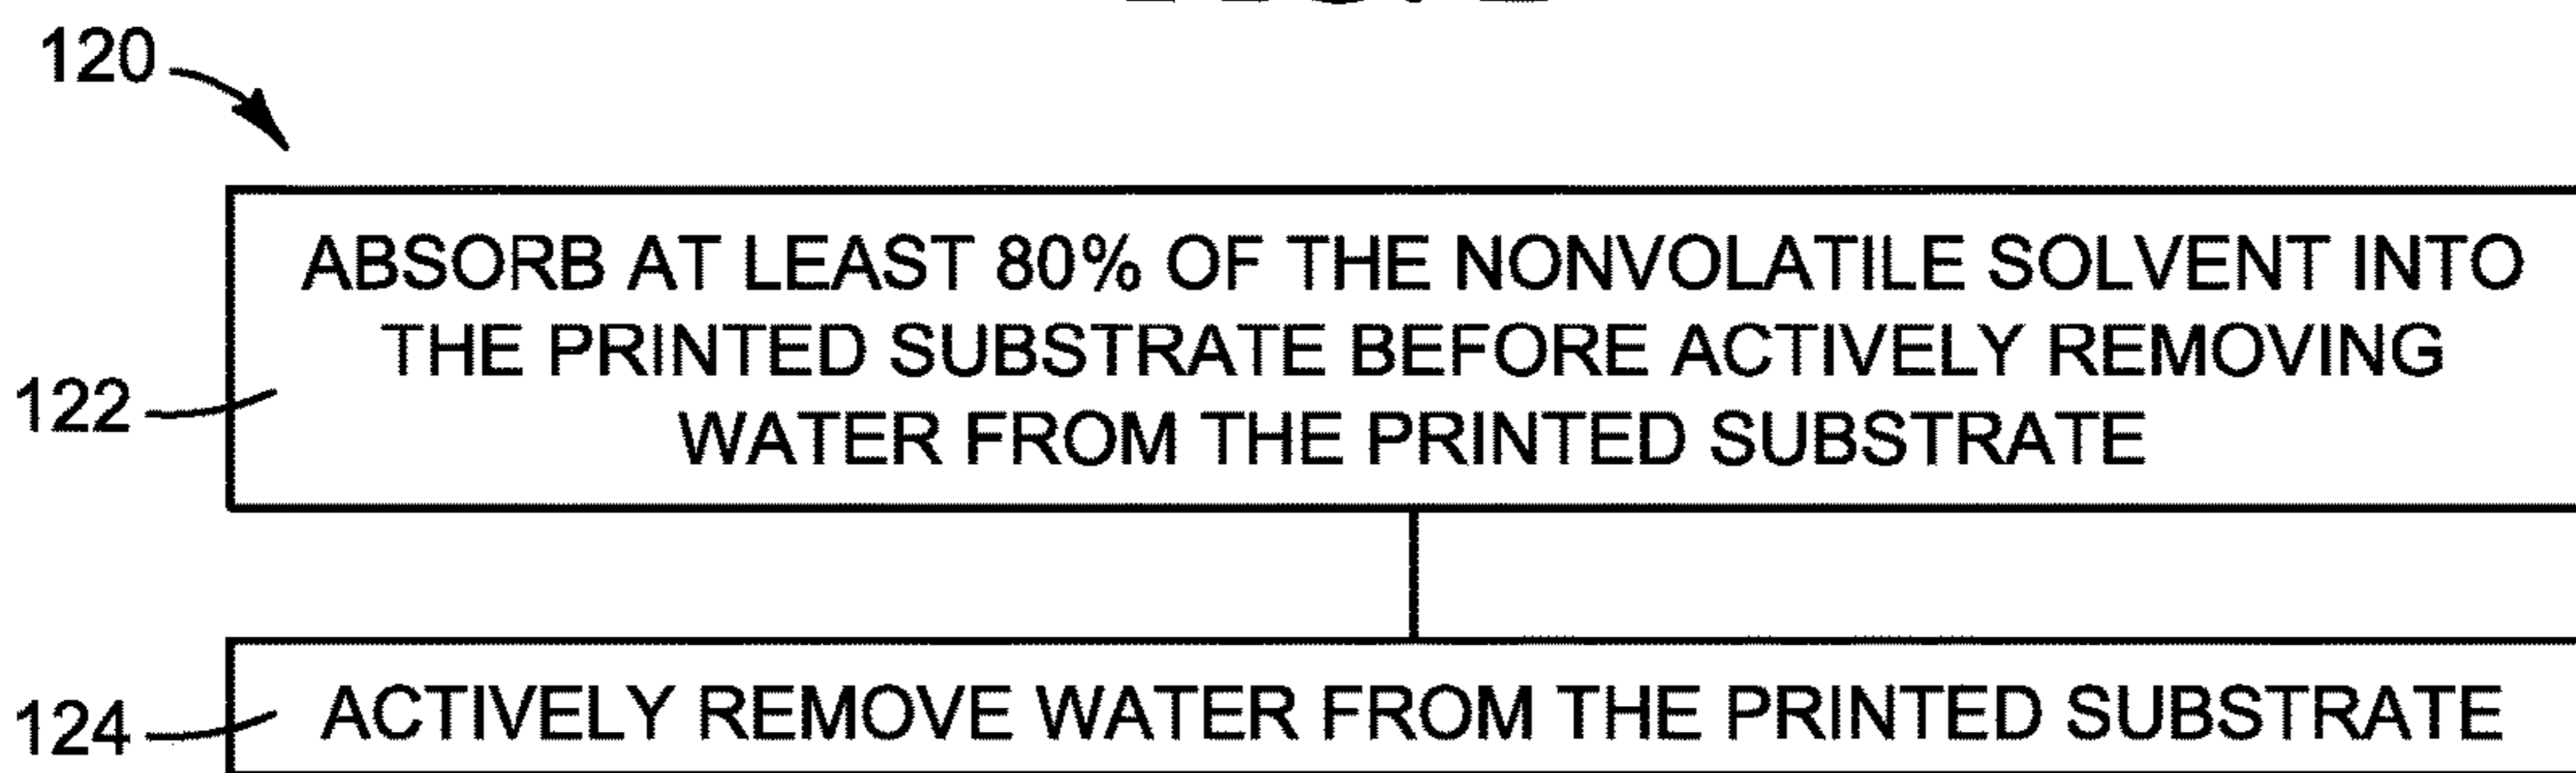 120
ABSORB AT LEAST 80% OF THE NONVOLATILE SOLVENT INTO
THE PRINTED SUBSTRATE BEFORE ACTIVELY REMOVING
122
WATER FROM THE PRINTED SUBSTRATE
124
ACTIVELY REMOVE WATER FROM THE PRINTED SUBSTRATE